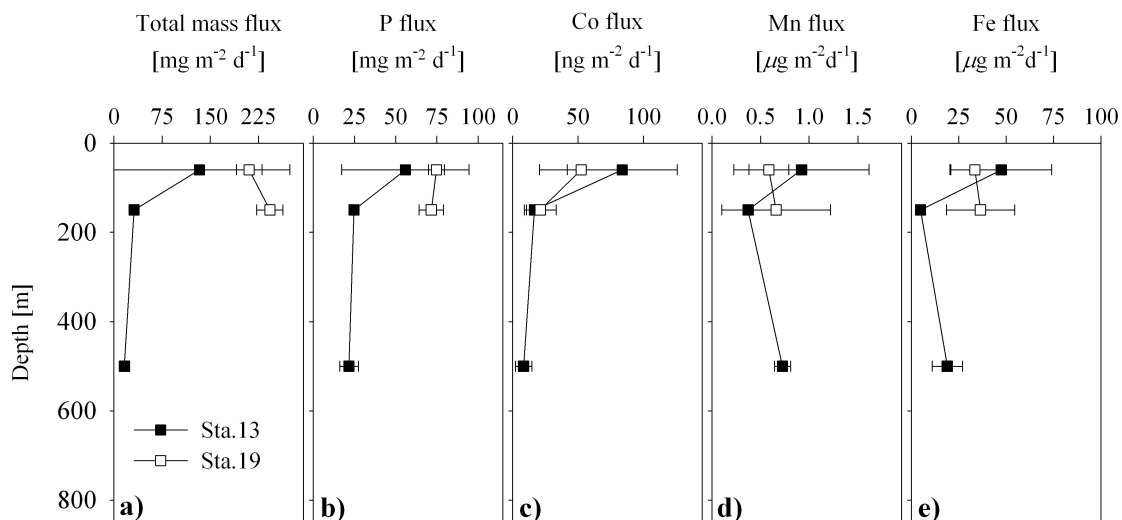 Total mass flux P flux Co flux Mn flux Fe flux
[mg m-2 d-1] [mg m-2 d-1] [ng m-2 d-1] [µg m-2d-1] [µg m-2d-1]
0 75 150 225 0 25 50 75 100 0 50 100 0.0 0.5 1.0 1.5 0 25 50 75 100
0
200
400
600
800
Depth [m]
Sta.13
Sta.19
a) b) c) d) e)